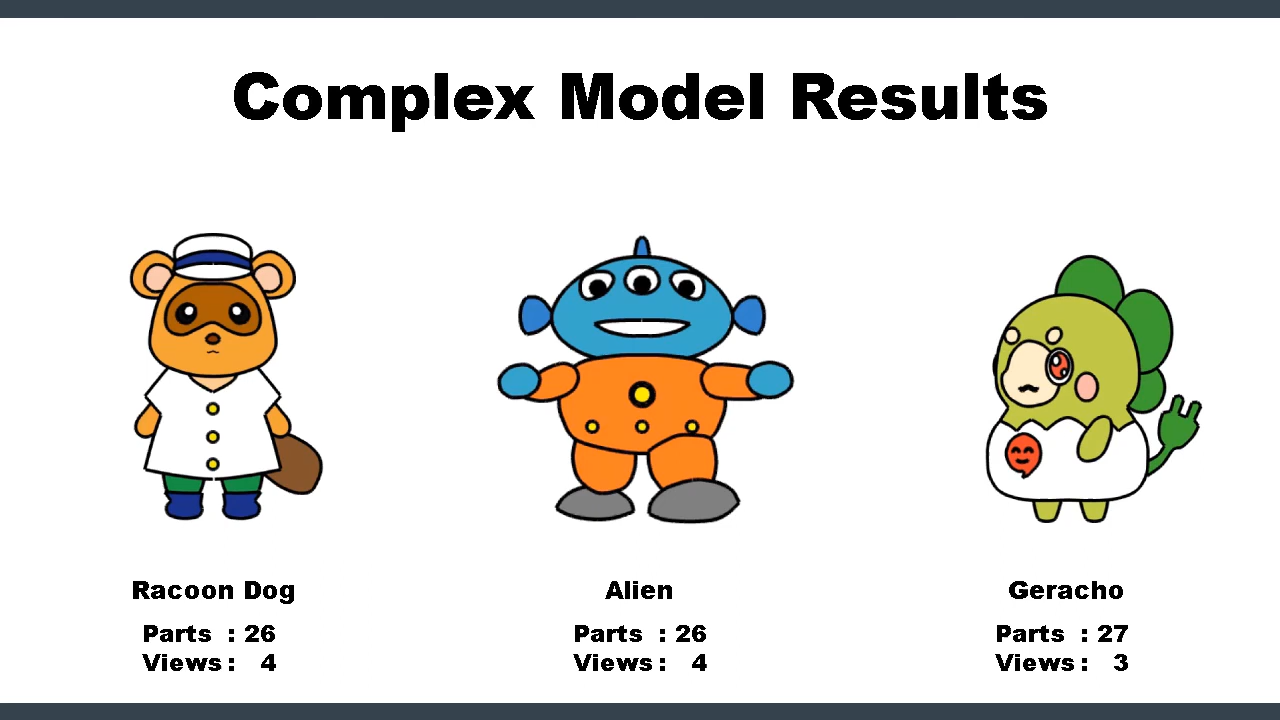 Complex Model Results
Racoon Dog
Parts : 26
Views : 4
Alien
Parts : 26
Views : 4
Geracho
Parts : 27
Views : 3